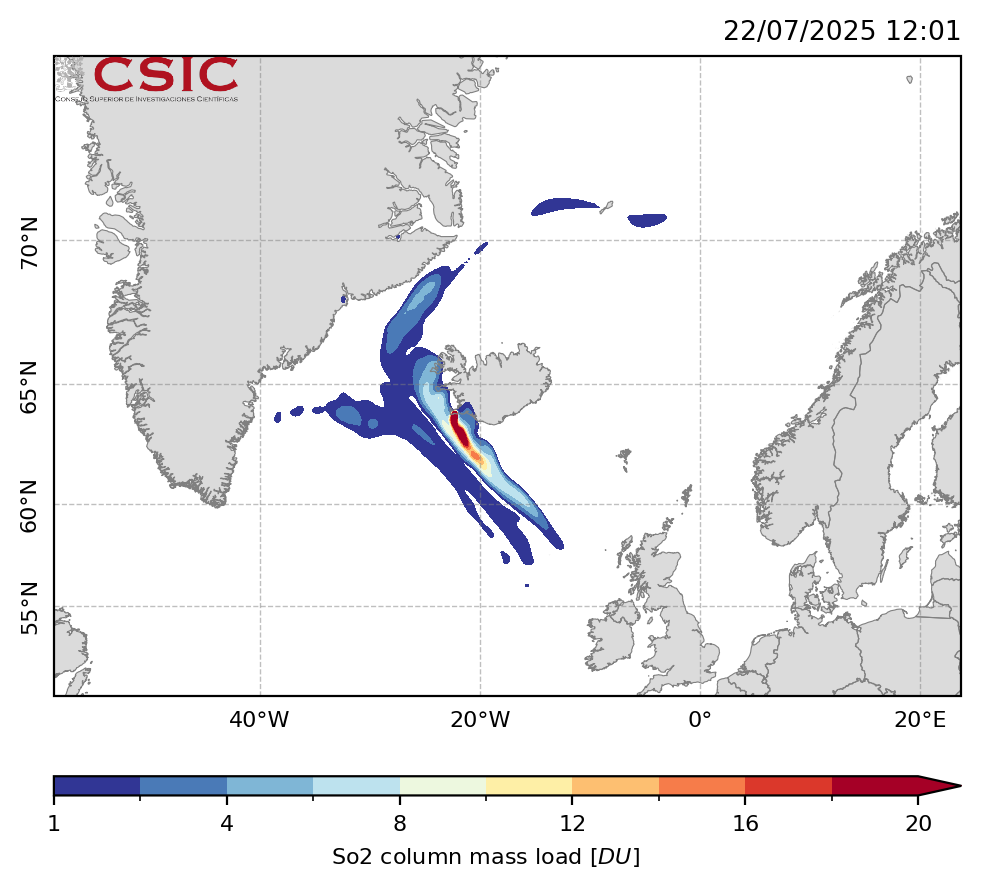 22/07/2025 12:01
CSIC
CONSEJO SUPERIOR DE INVESTIGACIONES CIENTÍFICAS
70°N
65°N
60°N
55°N
40°W 20°W 0° 20°E
1 4 8 12 16 20
So2 column mass load [DU]